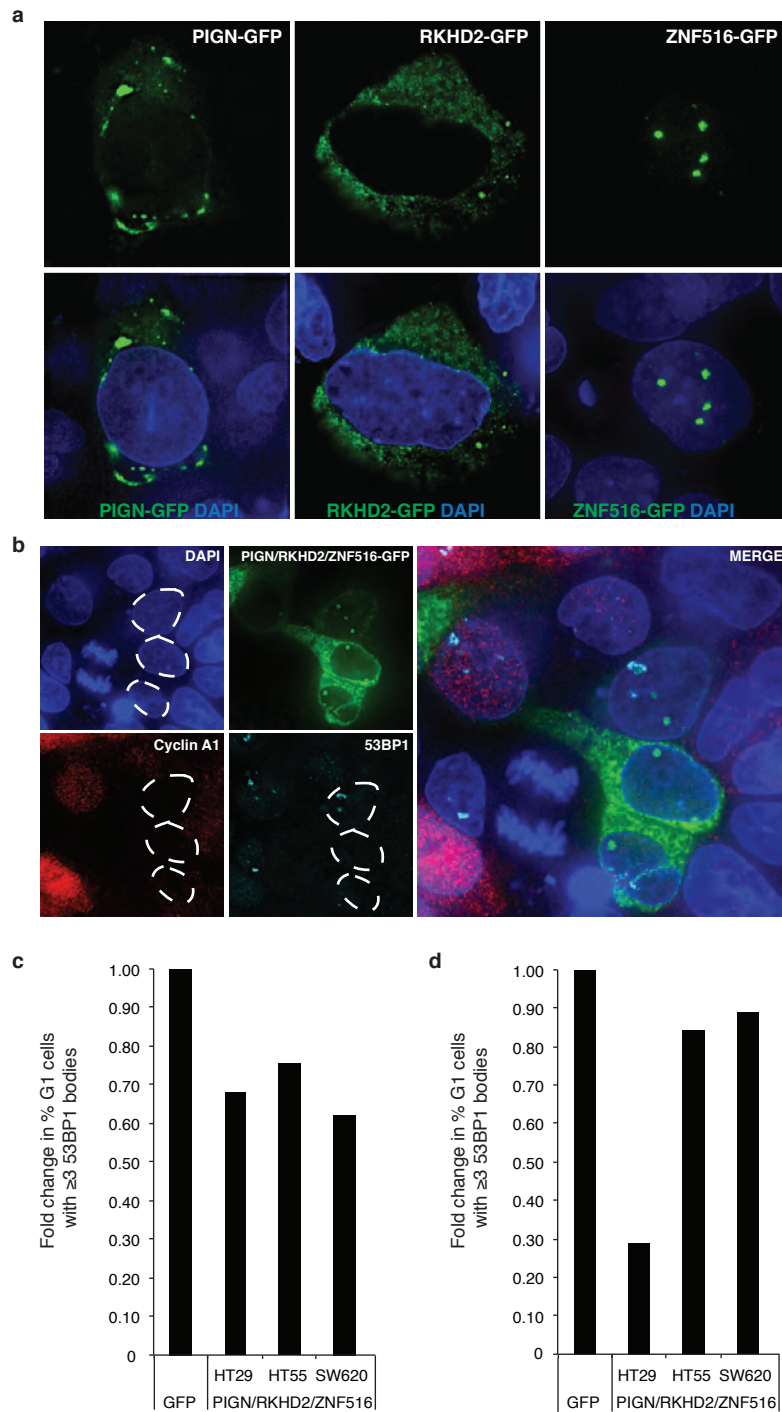 a
PIGN-GFP
RKHD2-GFP
ZNF516-GFP
PIGN-GFP DAPI
RKHD2-GFP DAPI
ZNF516-GFP DAPI
b
DAPI
PIGN/RKHD2/ZNF516-GFP
MERGE
Cyclin A1
53BP1
c
Fold change in % G1 cells
with ≥3 53BP1 bodies
1.00
0.90
0.80
0.70
0.60
0.50
0.40
0.30
0.20
0.10
0
HT29 HT55 SW620
GFP PIGN/RKHD2/ZNF516
d
Fold change in % G1 cells
with ≥3 53BP1 bodies
1.00
0.90
0.80
0.70
0.60
0.50
0.40
0.30
0.20
0.10
0
HT29 HT55 SW620
GFP PIGN/RKHD2/ZNF516